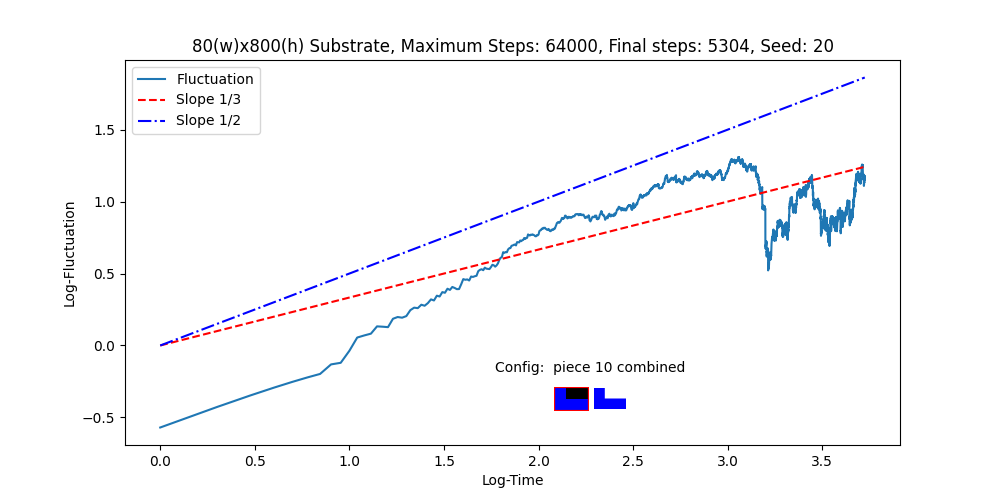 80(w)x800(h) Substrate, Maximum Steps: 64000, Final steps: 5304, Seed: 20
Fluctuation
Slope 1/3
Slope 1/2
1.5
1.0
0.5
0.0
−0.5
Log-Fluctuation
Config:  piece 10 combined
0.0 0.5 1.0 1.5 2.0 2.5 3.0 3.5
Log-Time